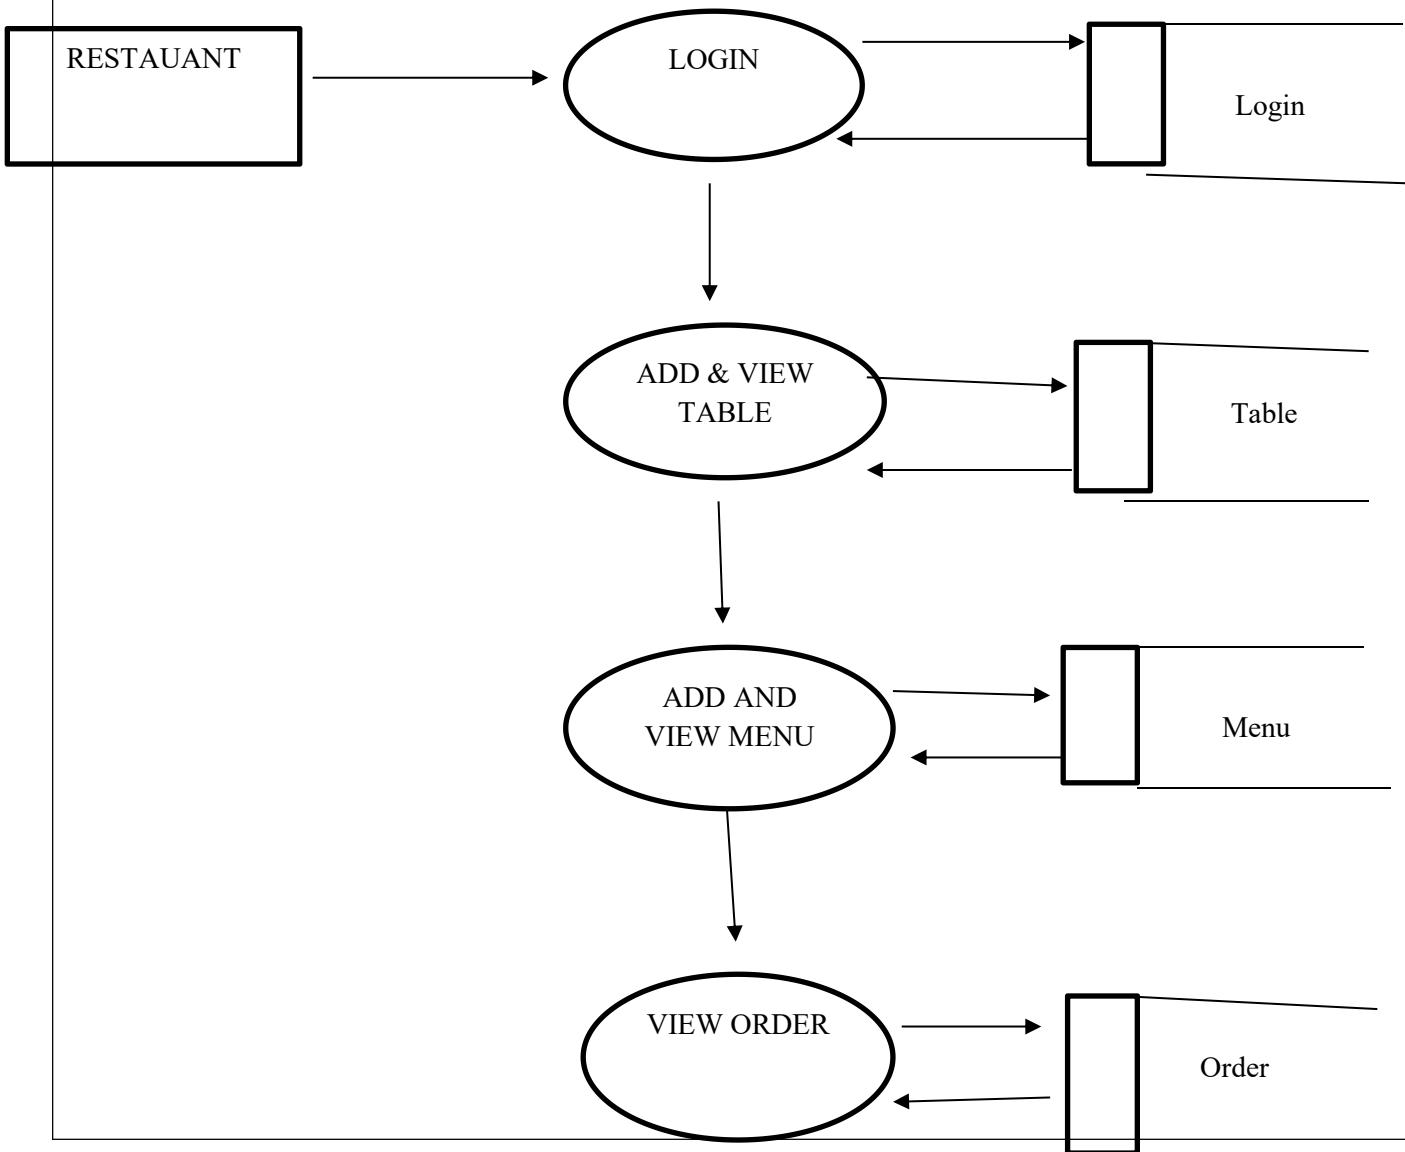 RESTAUANT
LOGIN
Login
ADD & VIEW
TABLE
Table
ADD AND
VIEW MENU
Menu
VIEW ORDER
Order